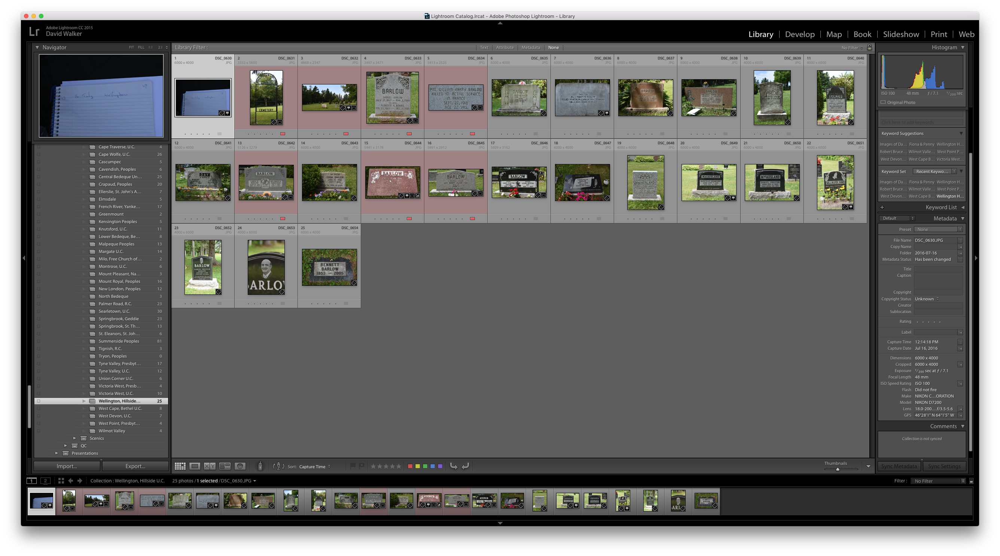 Lightroom Catalog.lrcat - Adobe Photoshop Lightroom - Library
Lr
Adobe Lightroom CC 2015
David Walker
Library | Develop | Map | Book | Slideshow | Print | Web
Navigator
FIT FILL 1:1 2:1
Cape Traverse, U.C. 4
Cape Wolfe, U.C. 26
Cascumpec 5
Cavendish, Peoples 6
Central Bedeque Un... 25
Crapaud, Peoples 20
Ellerslie, St. John's A... 7
Elmsdale 5
French River, Yanke... 17
Greenmount 2
Kensington Peoples 5
Knutsford, U.C. 11
Lower Bedeque, Be... 8
Malpeque Peoples 13
Margate U.C. 14
Milo, Free Church of... 2
Montrose, U.C. 6
Mount Pleasant, Na... 3
Mount Royal, Peoples 16
New London, Peoples 12
North Bedeque 3
Palmer Road, R.C. 23
Searletown, U.C. 30
Springbrook, Geddie 23
Springbrook, St. Th... 13
St. Eleanors, St. Joh... 6
Summerside Peoples 81
Tignish, R.C. 3
Tryon, Peoples 0
Tyne Valley, Presbyt... 17
Tyne Valley, U.C. 12
Union Corner U.C. 6
Victoria West, Presb... 4
Victoria West, U.C. 10
Wellington, Hillside... 25
West Cape, Bethel U.C. 8
West Devon, U.C. 7
West Point, Presbyt... 4
Wilmot Valley 4
Scenics
QC
Presentations
Import... Export...
Library Filter : Text Attribute Metadata None No Filter
1 DSC_0630 2 DSC_0631 3 DSC_0632 4 DSC_0633 5 DSC_0634 6 DSC_0635 7 DSC_0636 8 DSC_0637 9 DSC_0638 10 DSC_0639 11 DSC_0640
6000 x 4000 JPG 3332 x 5600 JPG 4868 x 2347 JPG 3497 x 3471 JPG 5413 x 2525 JPG 6000 x 4000 JPG 6000 x 4000 JPG 6000 x 4000 JPG 6000 x 4000 JPG 4000 x 6000 JPG 4000 x 6000 JPG
CEMETERY
BARLOW
PTE. WILLIAM HARRY BARLOW
KILLED IN ACTIVE SERVICE
IN FRANCE
SEPT. 27, 1918
AGE 22 YRS.
BARLOW
BARLOW
BARLOW
BARLOW
12 DSC_0641 13 DSC_0642 14 DSC_0643 15 DSC_0644 16 DSC_0645 17 DSC_0646 18 DSC_0647 19 DSC_0648 20 DSC_0649 21 DSC_0650 22 DSC_0651
6000 x 4000 JPG 5126 x 3279 JPG 6000 x 4000 JPG 5441 x 3178 JPG 5891 x 2912 JPG 5609 x 3162 JPG 6000 x 4000 JPG 4000 x 6000 JPG 6000 x 4000 JPG 6000 x 4000 JPG 4000 x 6000 JPG
DAY
BARLOW
BARLOW
BARLOW
BARLOW
MacAUSLAND
MacAUSLAND
MacAUSLAND
MacAUSLAND
23 DSC_0652 24 DSC_0653 25 DSC_0654
4000 x 6000 JPG 4000 x 6000 JPG 6000 x 4000 JPG
BARLOW
SAMUEL PRESTON
BARLOW
ARLO
BENNETT
BARLOW
1953 — 2005
Sort: Capture Time
Thumbnails
Histogram
ISO 100 48 mm ƒ / 7.1 1/200 sec
Original Photo
Click here to add keywords
Keyword Suggestions
Images of Da... Fiona & Penny Wellington H...
Robert Bruce... Wilmot Valle... West Point P...
West Devon... West Cape B... Victoria West...
Keyword Set Recent Keywo...
Images of Da... Fiona & Penny Wellington H...
Robert Bruce... Wilmot Valle... West Point P...
West Devon... West Cape B... Wellington H...
+ Keyword List
Default Metadata
Preset None
File Name DSC_0630.JPG
Copy Name
Folder 2016-07-16
Metadata Status Has been changed
Title
Caption
Copyright
Copyright Status Unknown
Creator
Sublocation
Rating
Label
Capture Time 12:14:18 PM
Capture Date Jul 16, 2016
Dimensions 6000 x 4000
Cropped 6000 x 4000
Exposure 1/200 sec at ƒ / 7.1
Focal Length 48 mm
ISO Speed Rating ISO 100
Flash Did not fire
Make NIKON C...ORATION
Model NIKON D7200
Lens 18.0-200....f/3.5-5.6
GPS 46°28'1" N 64°1'5" W
Comments
Collection is not synced
Sync Metadata Sync Settings
1 2 Collection : Wellington, Hillside U.C. 25 photos / 1 selected / DSC_0630.JPG Filter : No Filter